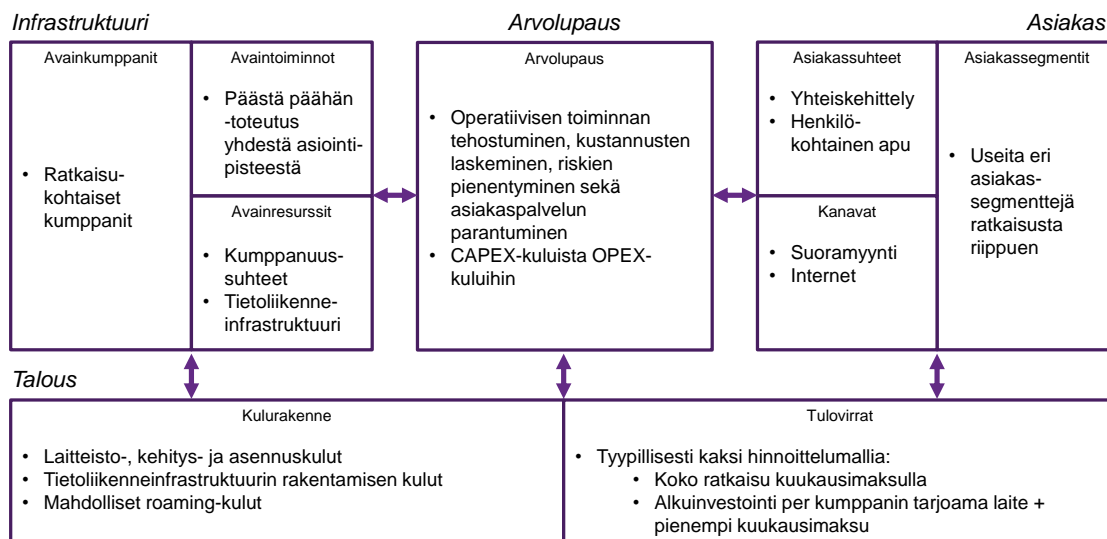 Infrastruktuuri
Arvolupaus
Asiakas
Avainkumppanit
• Ratkaisu-
kohtaiset
kumppanit
Avaintoiminnot
• Päästä päähän
-toteutus
yhdestä asiointi-
pisteestä
Avainresurssit
• Kumppanuus-
suhteet
• Tietoliikenne-
infrastruktuuri
Arvolupaus
• Operatiivisen toiminnan
tehostuminen, kustannusten
laskeminen, riskien
pienentyminen sekä
asiakaspalvelun
parantuminen
• CAPEX-kuluista OPEX-
kuluihin
Asiakassuhteet
• Yhteiskehittely
• Henkilö-
kohtainen apu
Kanavat
• Suoramyynti
• Internet
Asiakassegmentit
• Useita eri
asiakas-
segmenttejä
ratkaisusta
riippuen
Talous
Kulurakenne
• Laitteisto-, kehitys- ja asennuskulut
• Tietoliikenneinfrastruktuurin rakentamisen kulut
• Mahdolliset roaming-kulut
Tulovirrat
• Tyypillisesti kaksi hinnoittelumallia:
• Koko ratkaisu kuukausimaksulla
• Alkuinvestointi per kumppanin tarjoama laite +
pienempi kuukausimaksu